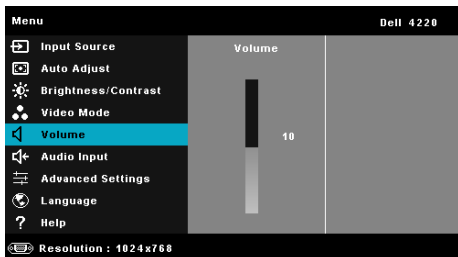 Menu Dell 4220
Input Source
Auto Adjust
Brightness/Contrast
Video Mode
Volume
Audio Input
Advanced Settings
Language
? Help
Volume
10
Resolution : 1024x768